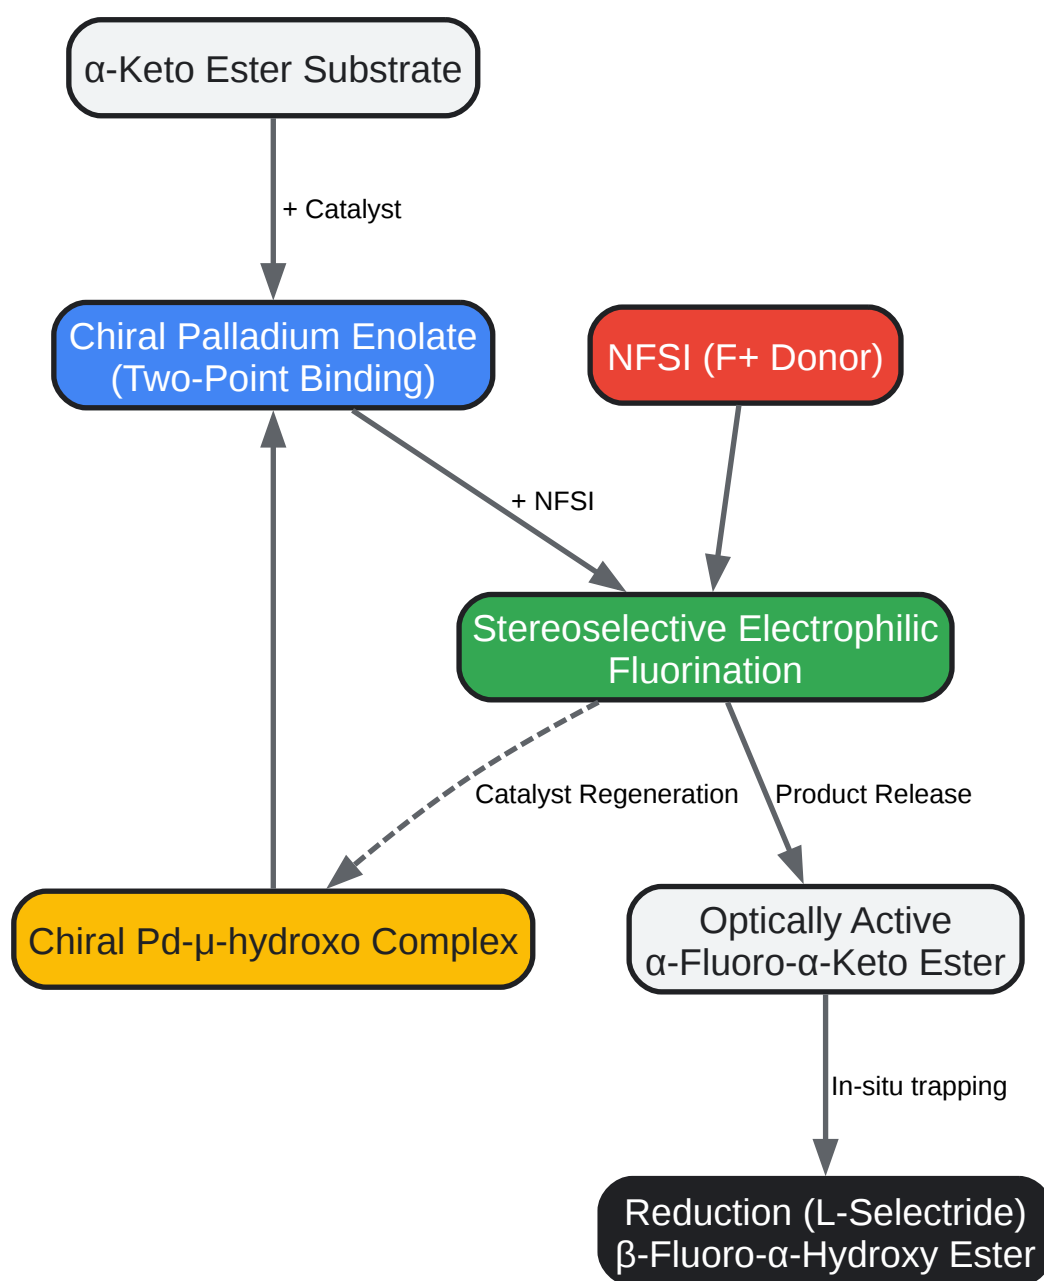 α-Keto Ester Substrate
+ Catalyst
Chiral Palladium Enolate
(Two-Point Binding)
NFSI (F+ Donor)
+ NFSI
Stereoselective Electrophilic
Fluorination
Catalyst Regeneration
Product Release
Chiral Pd-μ-hydroxo Complex
Optically Active
α-Fluoro-α-Keto Ester
In-situ trapping
Reduction (L-Selectride)
β-Fluoro-α-Hydroxy Ester